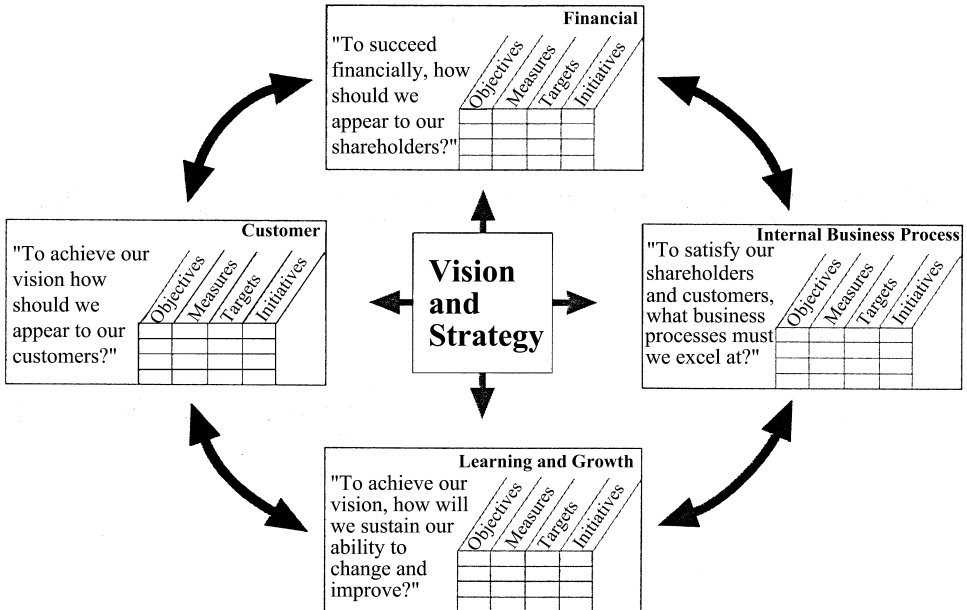 Financial
"To succeed
financially, how
should we
appear to our
shareholders?"
Objectives
Measures
Targets
Initiatives
Customer
"To achieve our
vision how
should we
appear to our
customers?"
Objectives
Measures
Targets
Initiatives
Vision
and
Strategy
Internal Business Process
"To satisfy our
shareholders
and customers,
what business
processes must
we excel at?"
Objectives
Measures
Targets
Initiatives
Learning and Growth
"To achieve our
vision, how will
we sustain our
ability to
change and
improve?"
Objectives
Measures
Targets
Initiatives